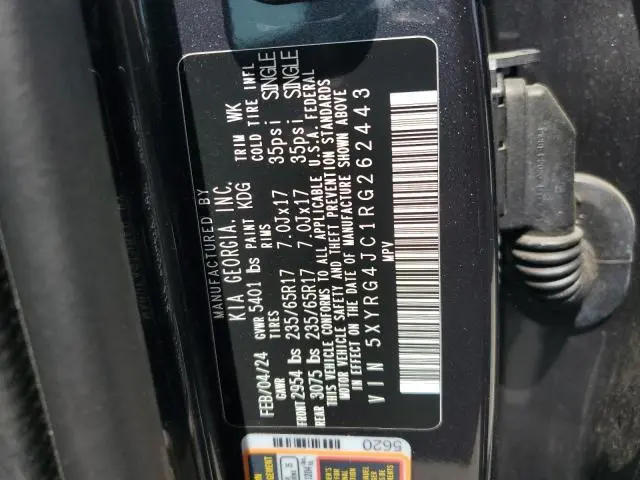 MANUFACTURED BY
KIA GEORGIA, INC.
FEB/04/24 GVWR 5401 lbs PAINT KDG TRIM WK
GAWR TIRES RIMS COLD TIRE INFL
FRONT 2954 lbs 235/65R17 7.0Jx17 35psi SINGLE
REAR 3075 lbs 235/65R17 7.0Jx17 35psi SINGLE
THIS VEHICLE CONFORMS TO ALL APPLICABLE U.S.A. FEDERAL
MOTOR VEHICLE SAFETY AND THEFT PREVENTION STANDARDS
IN EFFECT ON THE DATE OF MANUFACTURE SHOWN ABOVE
VIN 5XYRG4JC1RG262443
MPV
5620